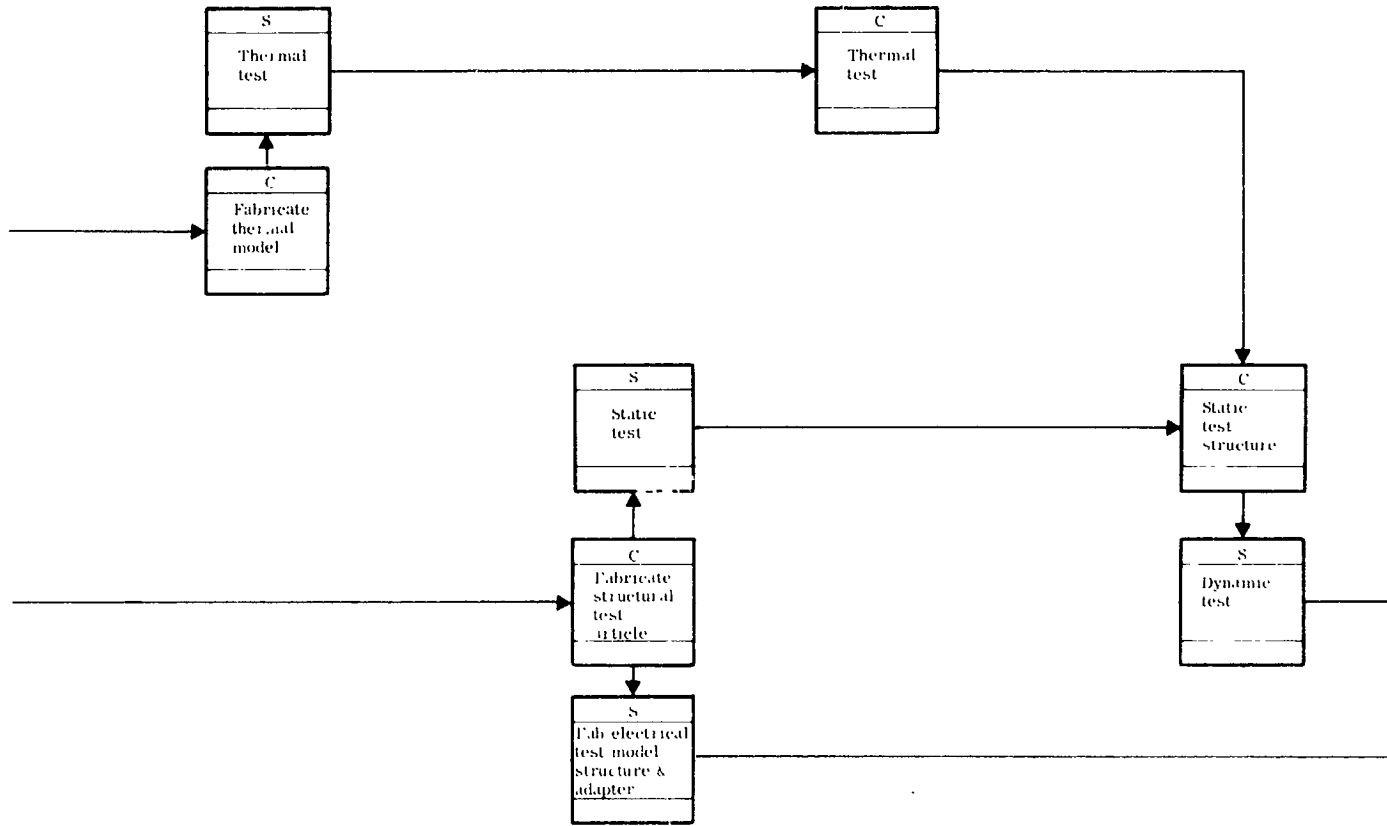 S
Thermal
test
C
Thermal
test
C
Fabricate
thermal
model
S
Static
test
C
Static
test
structure
C
Fabricate
structural
test
article
S
Dynamic
test
S
Fab electrical
test model
structure &
adapter